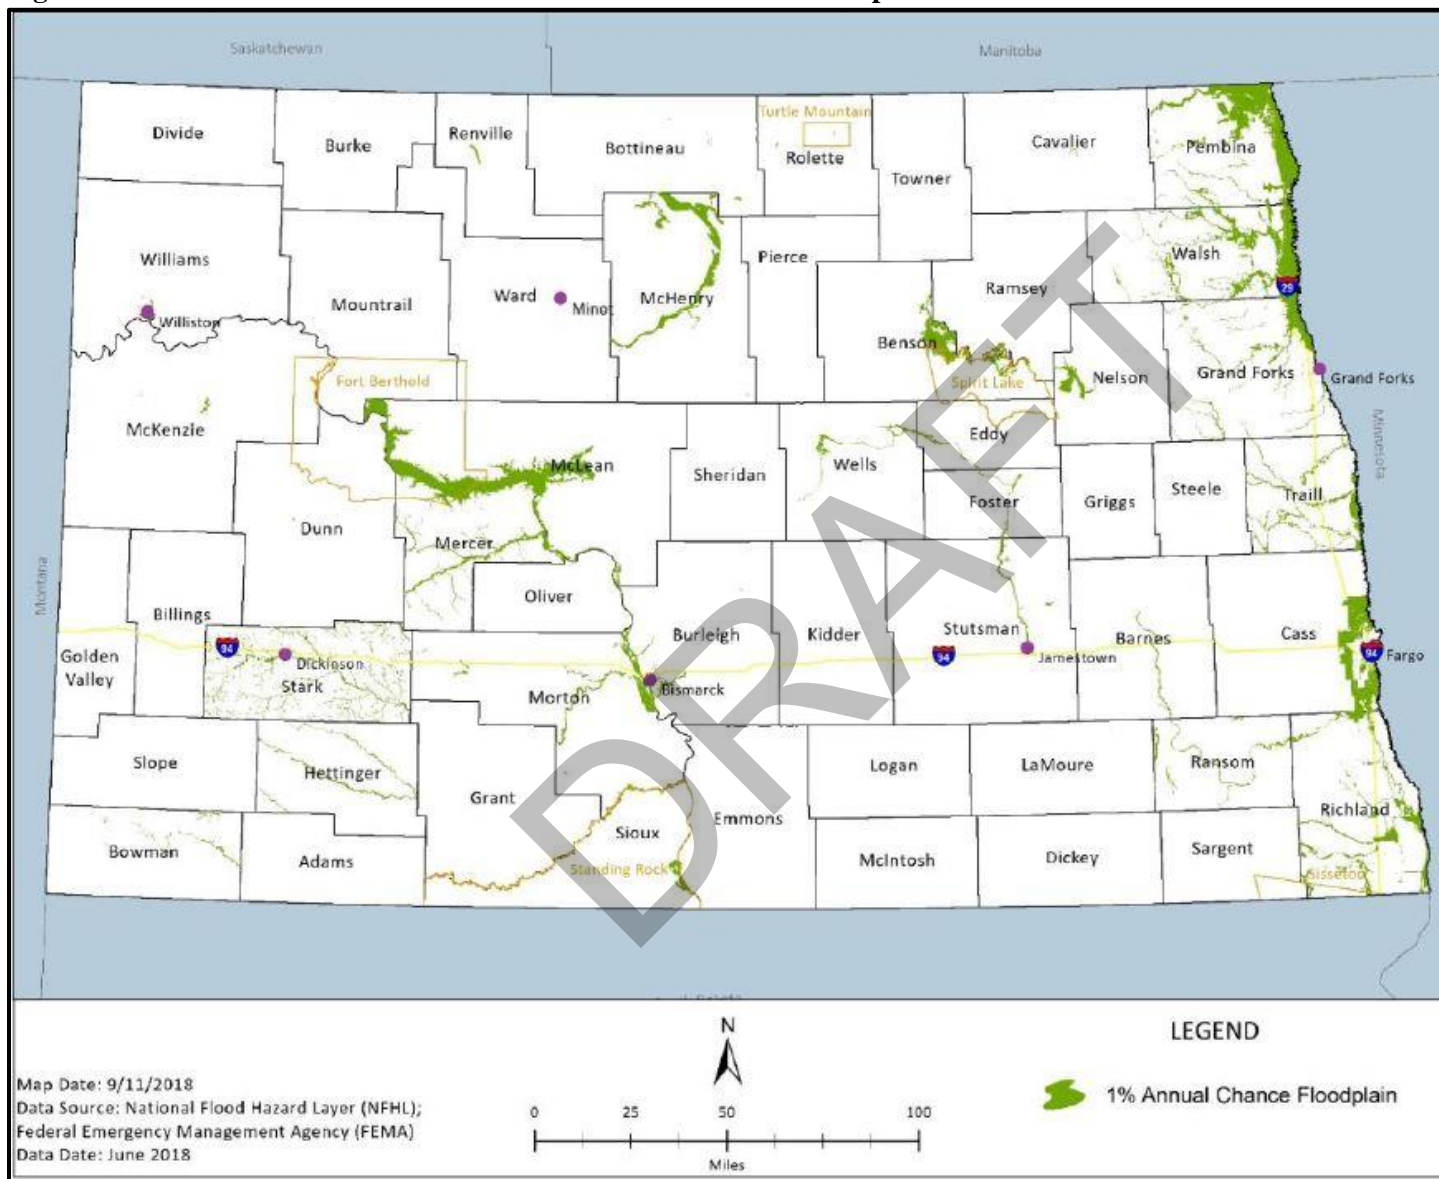 Saskatchewan
Manitoba
Turtle Mountain
Divide
Burke
Renville
Bottineau
Rolette
Towner
Cavalier
Pembina
Williams
Mountrail
Ward
Minot
McHenry
Pierce
Ramsey
Walsh
29
Williston
Benson
Fort Berthold
Spirit Lake
Nelson
Grand Forks
Grand Forks
Minnesota
McKenzie
McLean
Sheridan
Wells
Eddy
Foster
Griggs
Steele
Traill
Dunn
Mercer
Oliver
Montana
Billings
Burleigh
Kidder
Stutsman
Barnes
Cass
Golden
Valley
94
Dickinson
Stark
Morton
Bismarck
94
Jamestown
94
Fargo
Slope
Hettinger
Grant
Logan
LaMoure
Ransom
Richland
Bowman
Adams
Sioux
Emmons
Standing Rock
McIntosh
Dickey
Sargent
Sisseton
DRAFT
N
LEGEND
1% Annual Chance Floodplain
Map Date: 9/11/2018
Data Source: National Flood Hazard Layer (NFHL);
Federal Emergency Management Agency (FEMA)
Data Date: June 2018
0 25 50 100
Miles